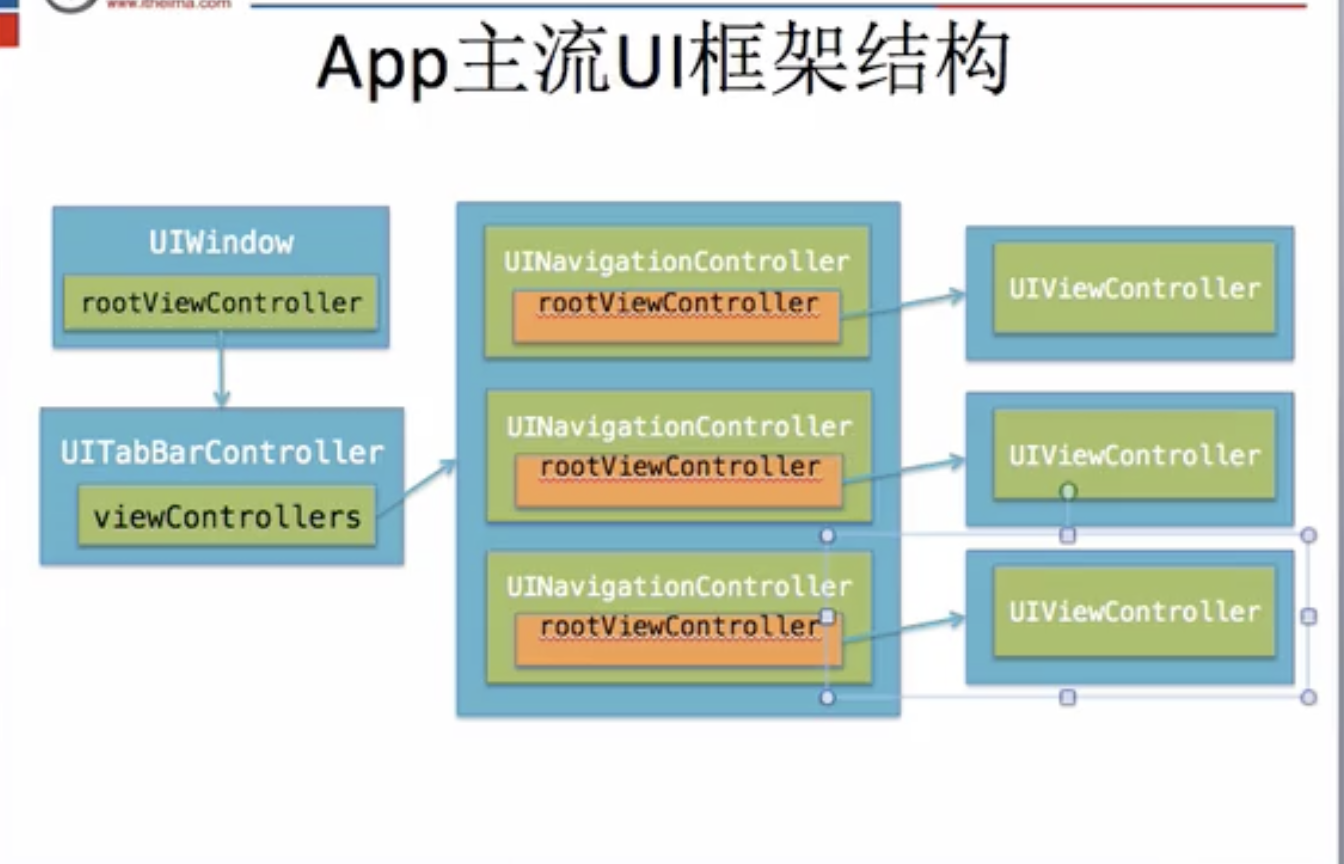 www.itheima.com
App主流UI框架结构
UIWindow
rootViewController
UITabBarController
viewControllers
UINavigationController
rootViewController
UINavigationController
rootViewController
UINavigationController
rootViewController
UIViewController
UIViewController
UIViewController